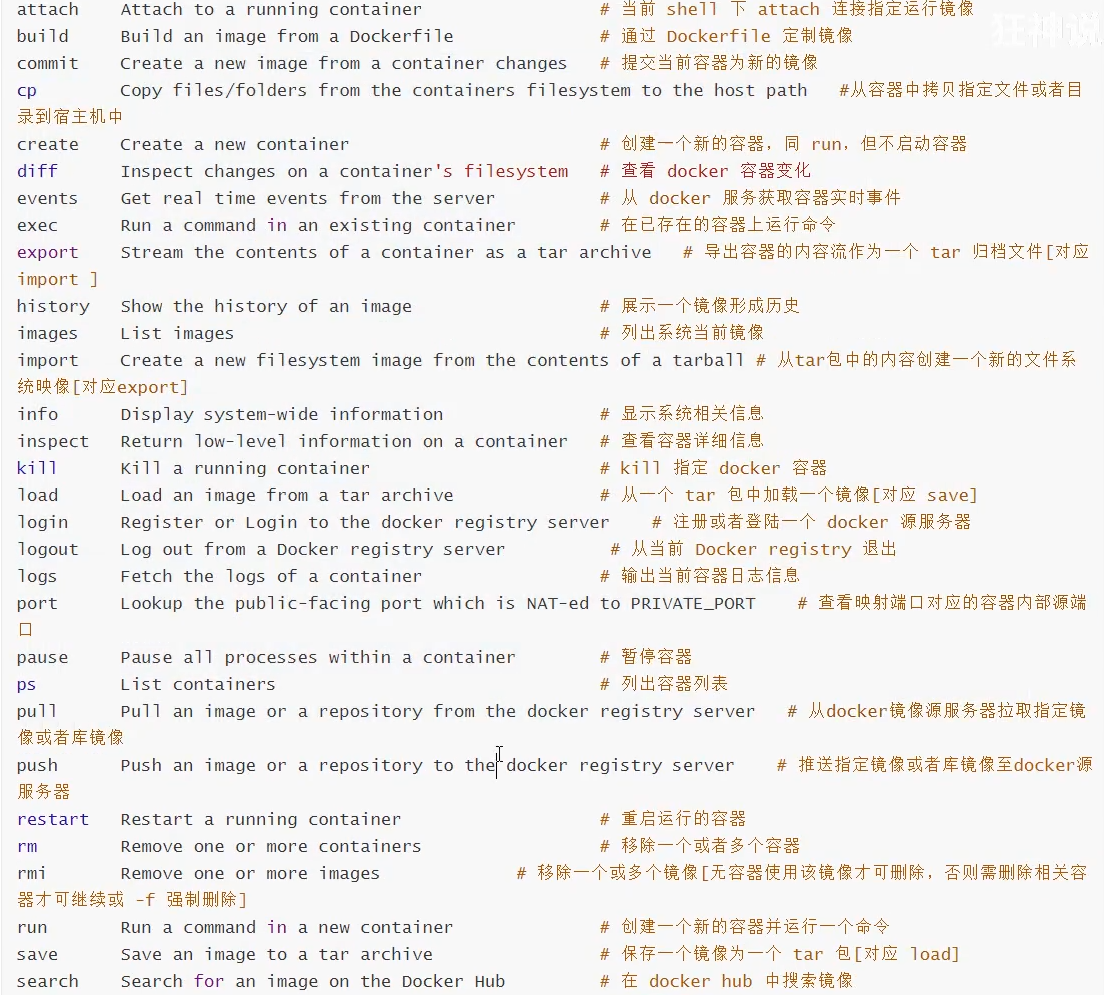 狂神说
attach    Attach to a running container                 # 当前 shell 下 attach 连接指定运行镜像
build     Build an image from a Dockerfile              # 通过 Dockerfile 定制镜像
commit    Create a new image from a container changes   # 提交当前容器为新的镜像
cp        Copy files/folders from the containers filesystem to the host path   #从容器中拷贝指定文件或者目
录到宿主机中
create    Create a new container                        # 创建一个新的容器，同 run，但不启动容器
diff      Inspect changes on a container's filesystem   # 查看 docker 容器变化
events    Get real time events from the server          # 从 docker 服务获取容器实时事件
exec      Run a command in an existing container        # 在已存在的容器上运行命令
export    Stream the contents of a container as a tar archive   # 导出容器的内容流作为一个 tar 归档文件[对应
import ]
history   Show the history of an image                  # 展示一个镜像形成历史
images    List images                                   # 列出系统当前镜像
import    Create a new filesystem image from the contents of a tarball # 从tar包中的内容创建一个新的文件系
统映像[对应export]
info      Display system-wide information               # 显示系统相关信息
inspect   Return low-level information on a container   # 查看容器详细信息
kill      Kill a running container                      # kill 指定 docker 容器
load      Load an image from a tar archive              # 从一个 tar 包中加载一个镜像[对应 save]
login     Register or Login to the docker registry server    # 注册或者登陆一个 docker 源服务器
logout    Log out from a Docker registry server          # 从当前 Docker registry 退出
logs      Fetch the logs of a container                 # 输出当前容器日志信息
port      Lookup the public-facing port which is NAT-ed to PRIVATE_PORT    # 查看映射端口对应的容器内部源端
口
pause     Pause all processes within a container        # 暂停容器
ps        List containers                               # 列出容器列表
pull      Pull an image or a repository from the docker registry server   # 从docker镜像源服务器拉取指定镜
像或者库镜像
push      Push an image or a repository to the docker registry server    # 推送指定镜像或者库镜像至docker源
服务器
restart   Restart a running container                   # 重启运行的容器
rm        Remove one or more containers                 # 移除一个或者多个容器
rmi       Remove one or more images             # 移除一个或多个镜像[无容器使用该镜像才可删除，否则需删除相关容
器才可继续或 -f 强制删除]
run       Run a command in a new container              # 创建一个新的容器并运行一个命令
save      Save an image to a tar archive                # 保存一个镜像为一个 tar 包[对应 load]
search    Search for an image on the Docker Hub         # 在 docker hub 中搜索镜像